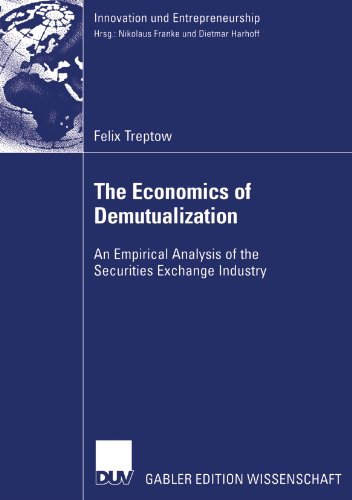 Innovation und Entrepreneurship
Hrsg.: Nikolaus Franke und Dietmar Harhoff
Felix Treptow
The Economics of
Demutualization
An Empirical Analysis of the
Securities Exchange Industry
DUV
GABLER EDITION WISSENSCHAFT